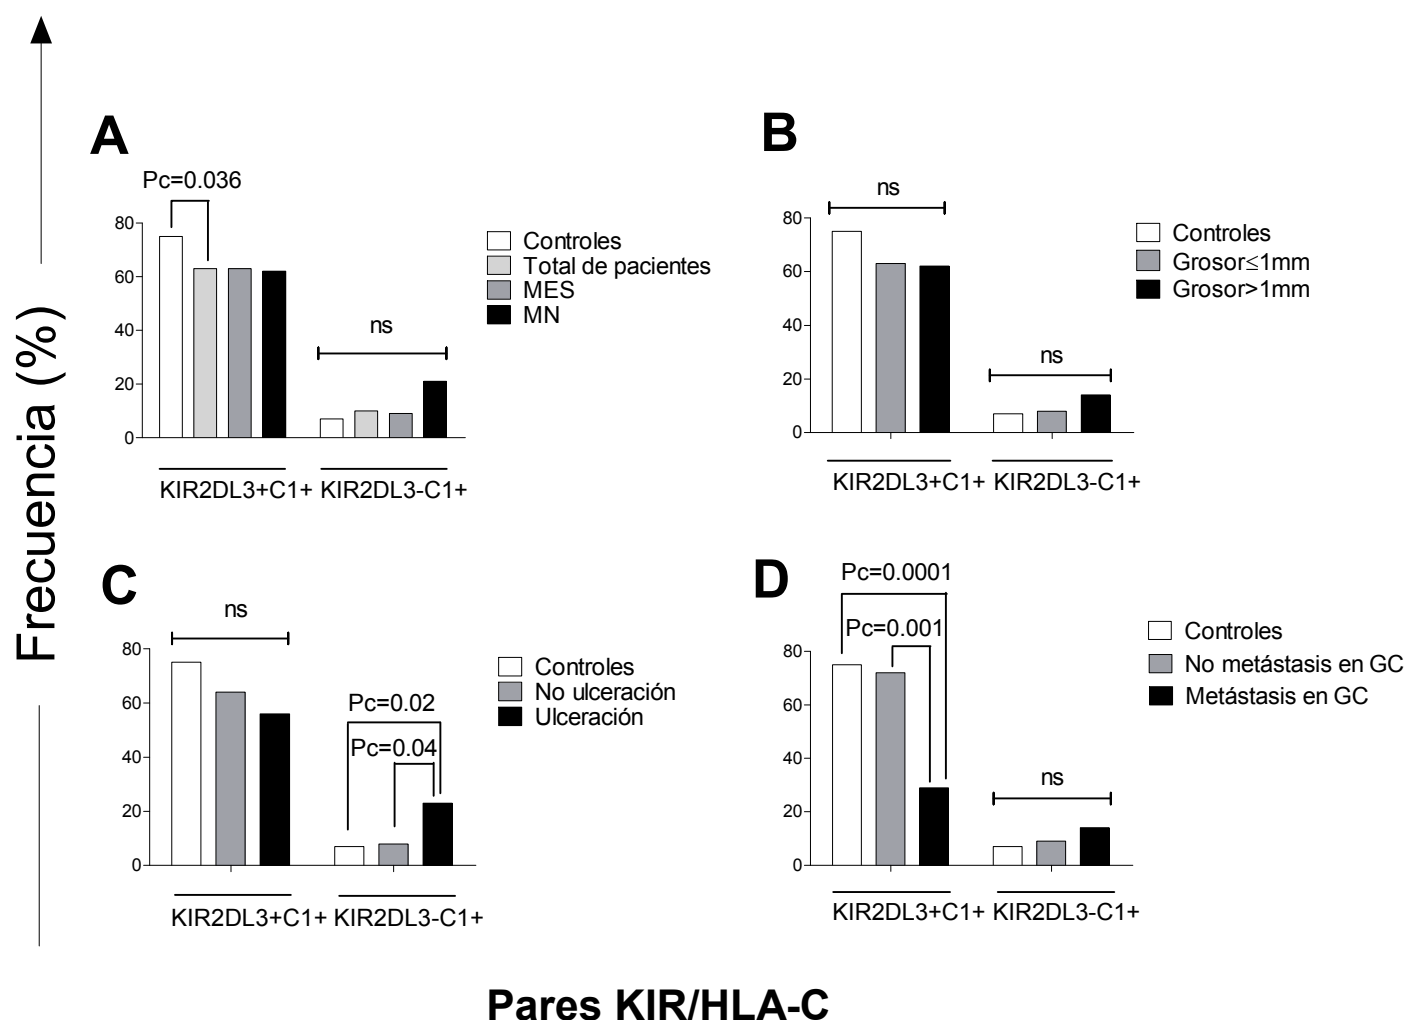 Frecuencia (%)
A
Pc=0.036
80
60
40
20
0
ns
Controles
Total de pacientes
MES
MN
KIR2DL3+C1+ KIR2DL3-C1+
B
ns
80
60
40
20
0
ns
Controles
Grosor≤1mm
Grosor>1mm
KIR2DL3+C1+ KIR2DL3-C1+
C
ns
80
60
40
20
0
Pc=0.02
Pc=0.04
Controles
No ulceración
Ulceración
KIR2DL3+C1+ KIR2DL3-C1+
D
Pc=0.0001
Pc=0.001
80
60
40
20
0
ns
Controles
No metástasis en GC
Metástasis en GC
KIR2DL3+C1+ KIR2DL3-C1+
Pares KIR/HLA-C